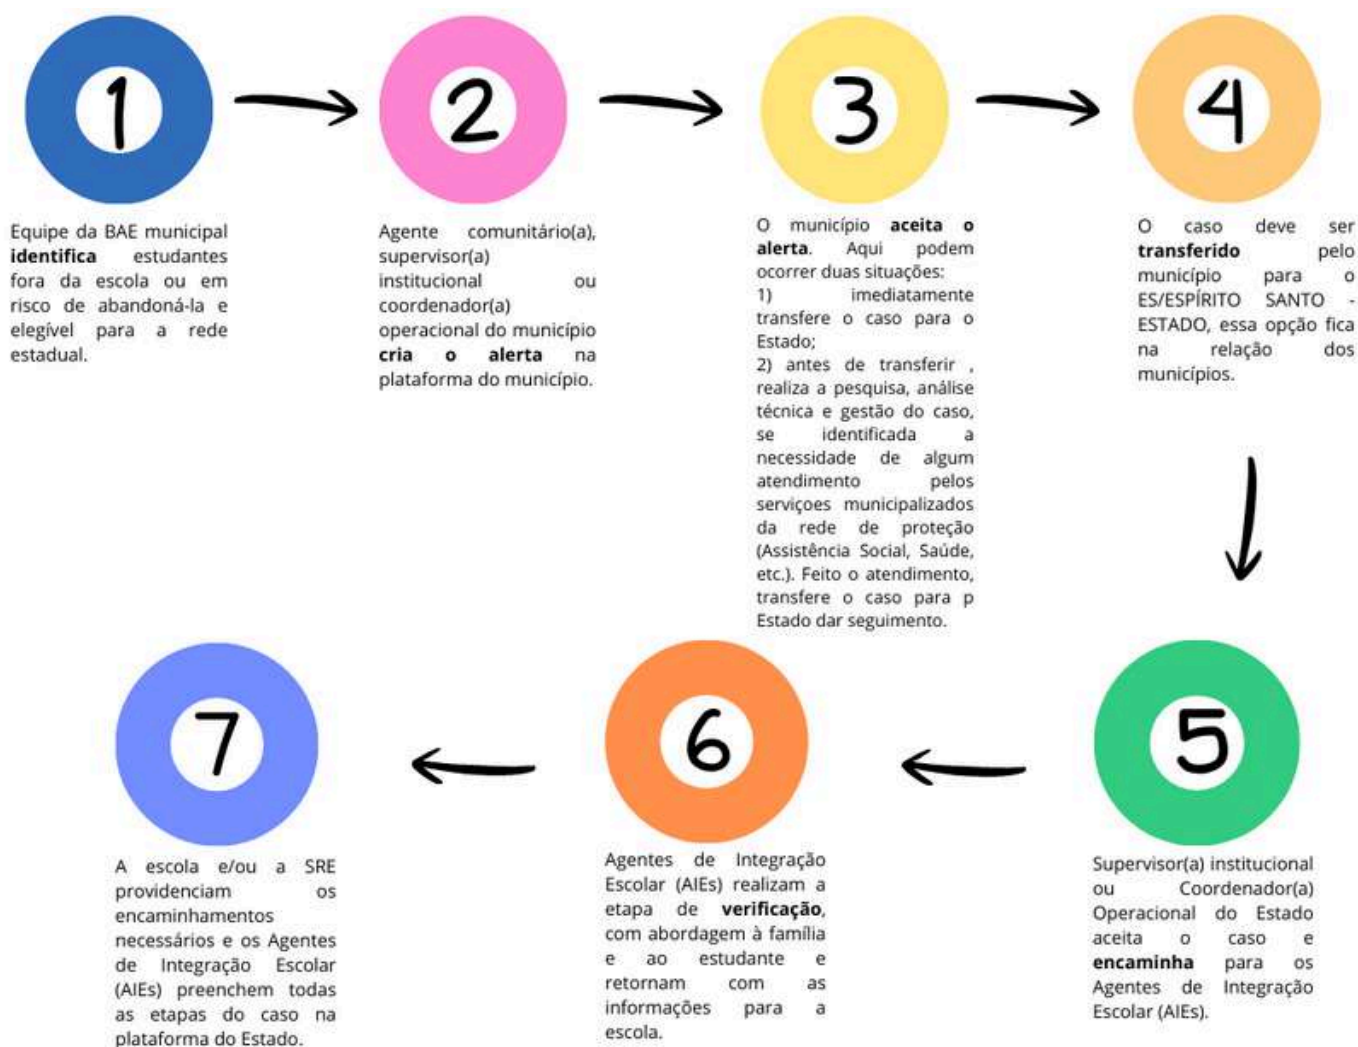 1
Equipe da BAE municipal
identifica estudantes
fora da escola ou em
risco de abandoná-la e
elegível para a rede
estadual.
2
Agente comunitário(a),
supervisor(a)
institucional ou
coordenador(a)
operacional do município
cria o alerta na
plataforma do município.
3
O município aceita o
alerta. Aqui podem
ocorrer duas situações:
1) imediatamente
transfere o caso para o
Estado;
2) antes de transferir ,
realiza a pesquisa, análise
técnica e gestão do caso,
se identificada a
necessidade de algum
atendimento pelos
serviçoes municipalizados
da rede de proteção
(Assistência Social, Saúde,
etc.). Feito o atendimento,
transfere o caso para p
Estado dar seguimento.
4
O caso deve ser
transferido pelo
município para o
ES/ESPÍRITO SANTO -
ESTADO, essa opção fica
na relação dos
municípios.
5
Supervisor(a) institucional
ou Coordenador(a)
Operacional do Estado
aceita o caso e
encaminha para os
Agentes de Integração
Escolar (AIEs).
6
Agentes de Integração
Escolar (AIEs) realizam a
etapa de verificação,
com abordagem à família
e ao estudante e
retornam com as
informações para a
escola.
7
A escola e/ou a SRE
providenciam os
encaminhamentos
necessários e os Agentes
de Integração Escolar
(AIEs) preenchem todas
as etapas do caso na
plataforma do Estado.